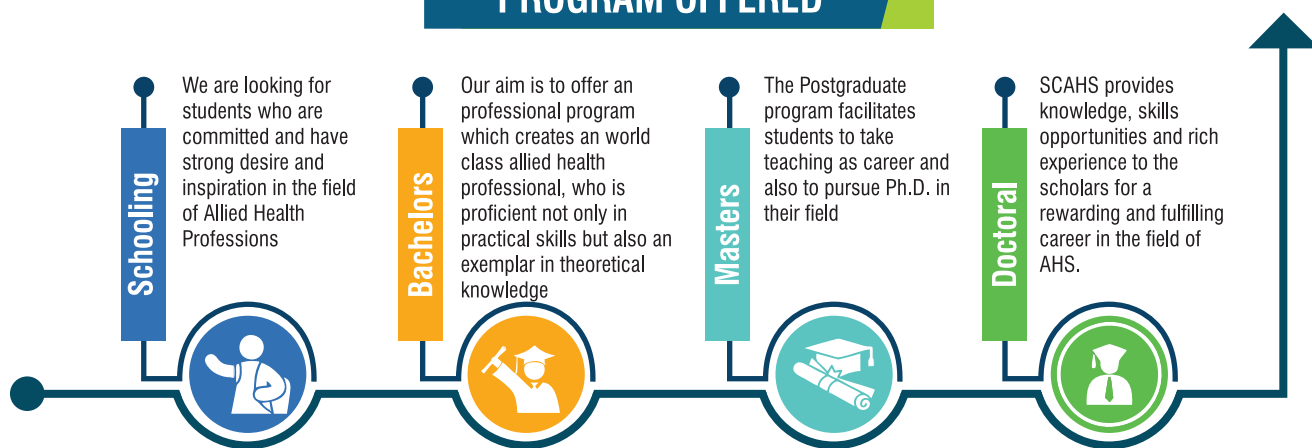 PROGRAM OFFERED
Schooling
We are looking for
students who are
committed and have
strong desire and
inspiration in the field
of Allied Health
Professions
Bachelors
Our aim is to offer an
professional program
which creates an world
class allied health
professional, who is
proficient not only in
practical skills but also an
exemplar in theoretical
knowledge
Masters
The Postgraduate
program facilitates
students to take
teaching as career and
also to pursue Ph.D. in
their field
Doctoral
SCAHS provides
knowledge, skills
opportunities and rich
experience to the
scholars for a
rewarding and fulfilling
career in the field of
AHS.